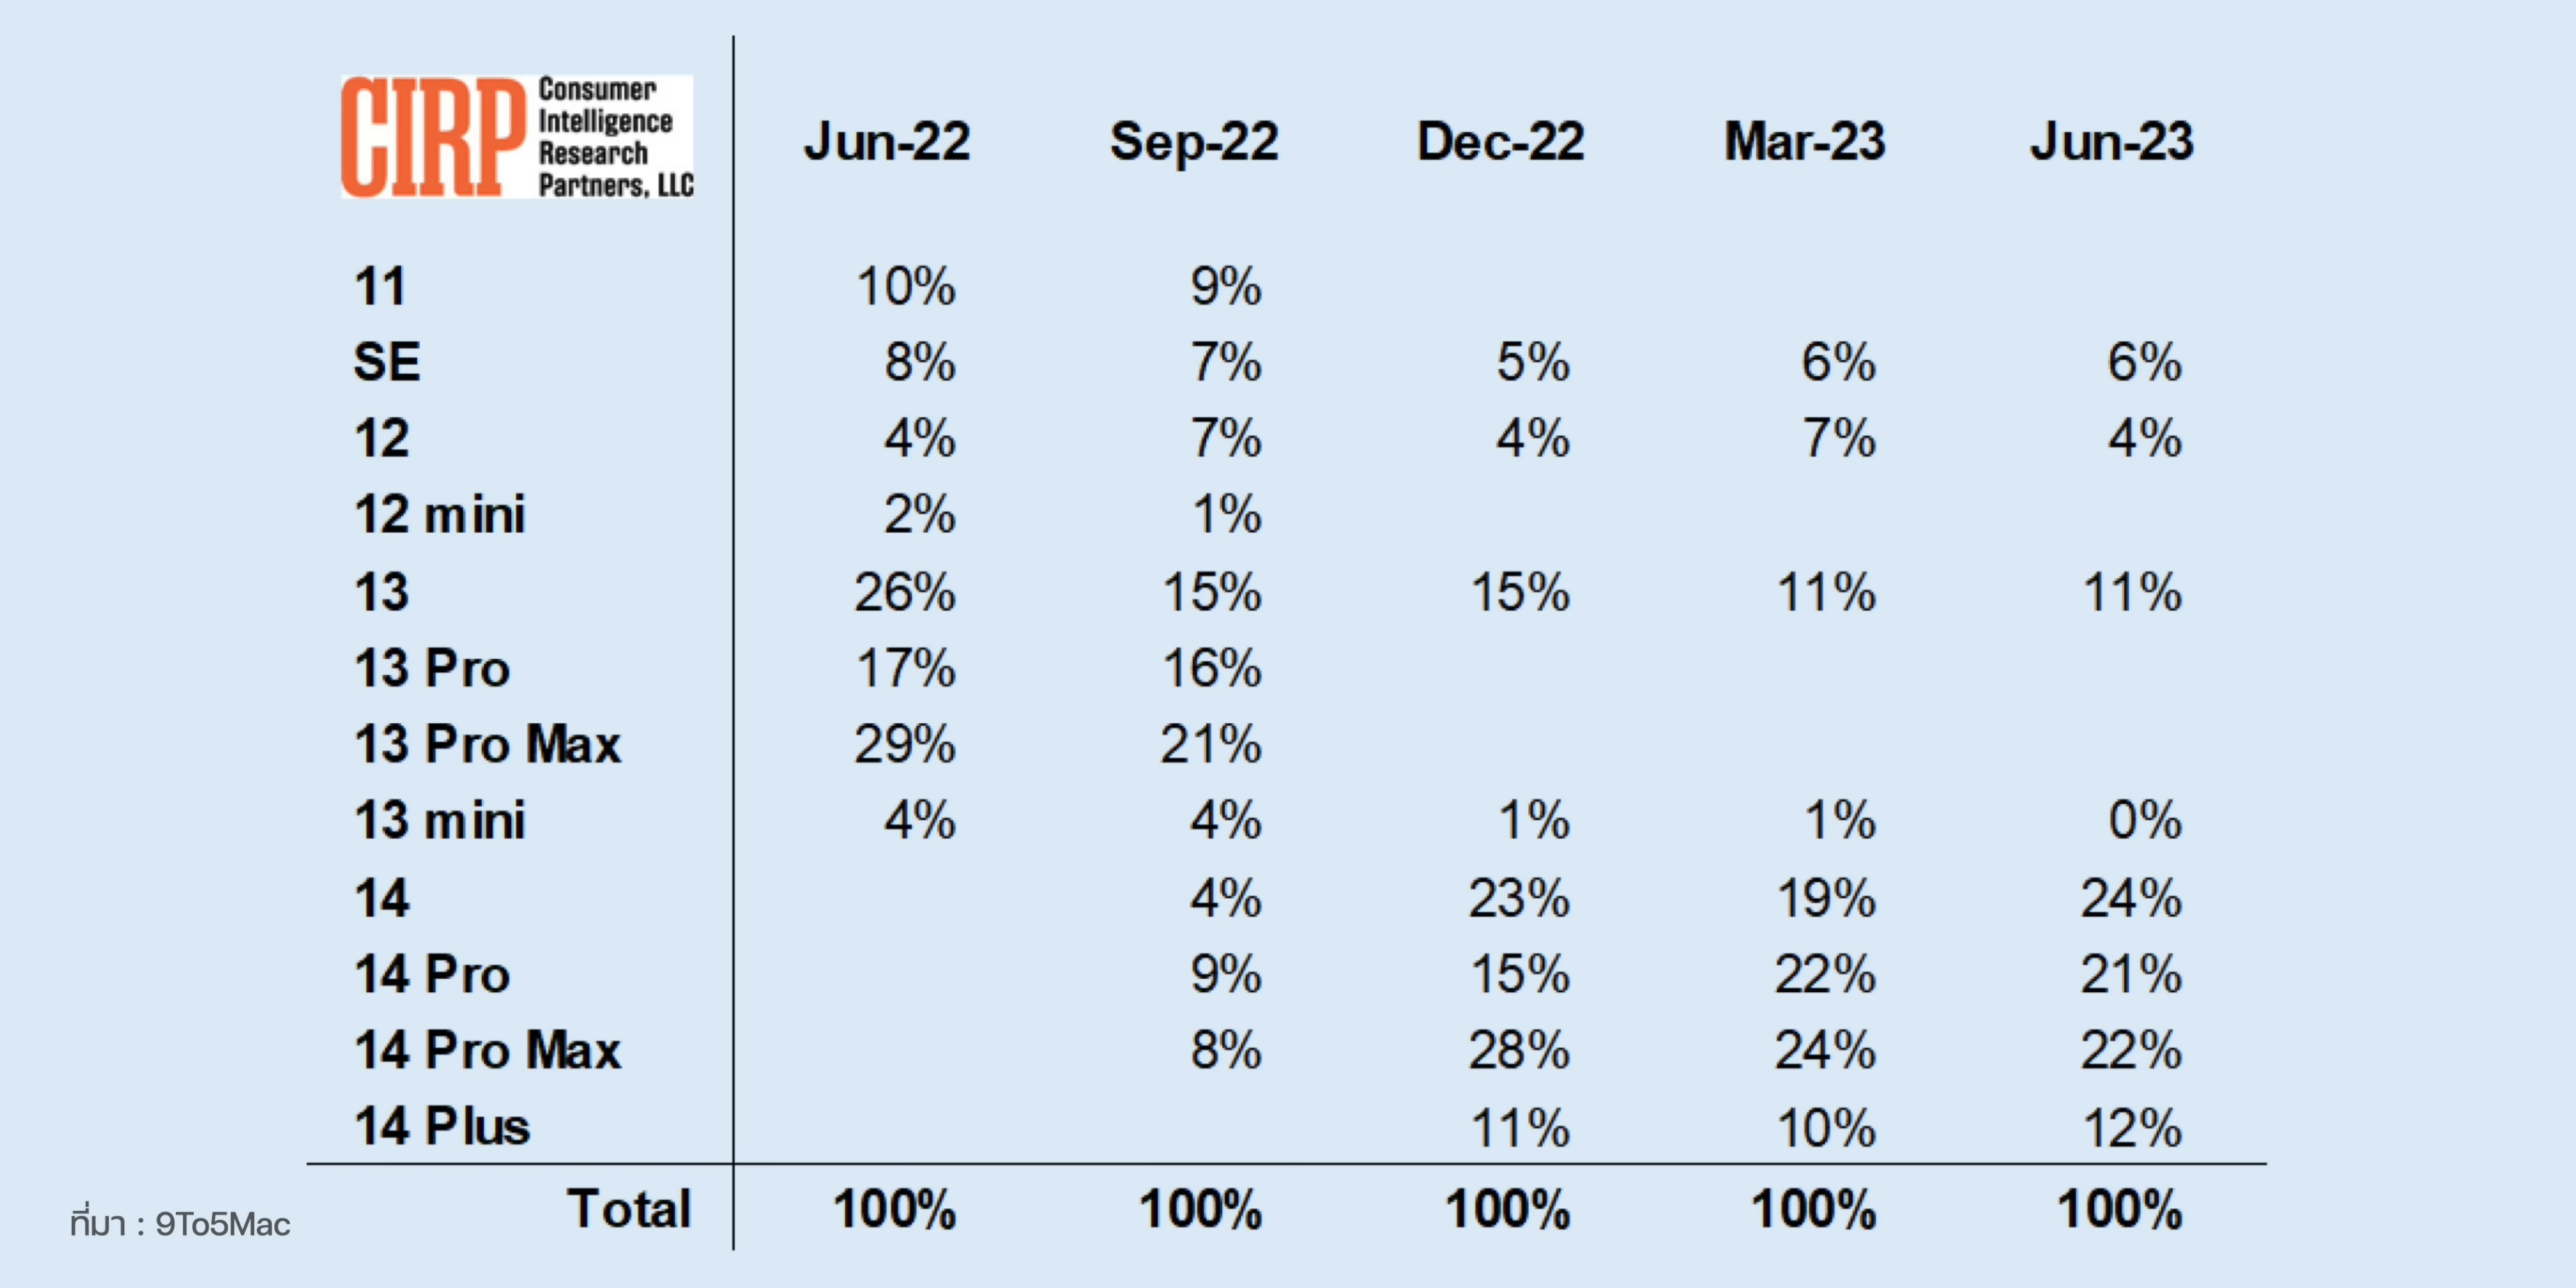 CIRP Consumer
Intelligence
Research
Partners, LLC
Jun-22 Sep-22 Dec-22 Mar-23 Jun-23
11 10% 9%
SE 8% 7% 5% 6% 6%
12 4% 7% 4% 7% 4%
12 mini 2% 1%
13 26% 15% 15% 11% 11%
13 Pro 17% 16%
13 Pro Max 29% 21%
13 mini 4% 4% 1% 1% 0%
14 4% 23% 19% 24%
14 Pro 9% 15% 22% 21%
14 Pro Max 8% 28% 24% 22%
14 Plus 11% 10% 12%
Total 100% 100% 100% 100% 100%
ที่มา : 9To5Mac